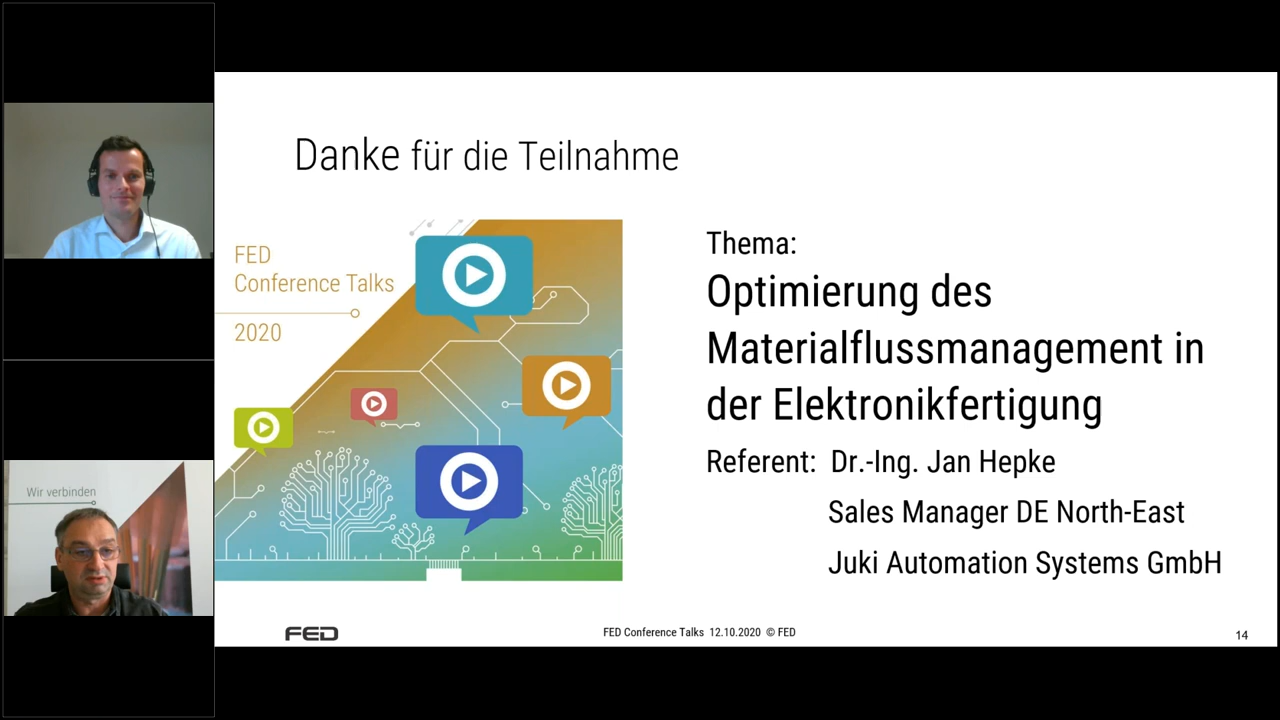 Danke für die Teilnahme
FED
Conference Talks
2020
Thema:
Optimierung des
Materialflussmanagement in
der Elektronikfertigung
Referent: Dr.-Ing. Jan Hepke
Sales Manager DE North-East
Juki Automation Systems GmbH
Wir verbinden
FED
FED Conference Talks 12.10.2020 © FED
14